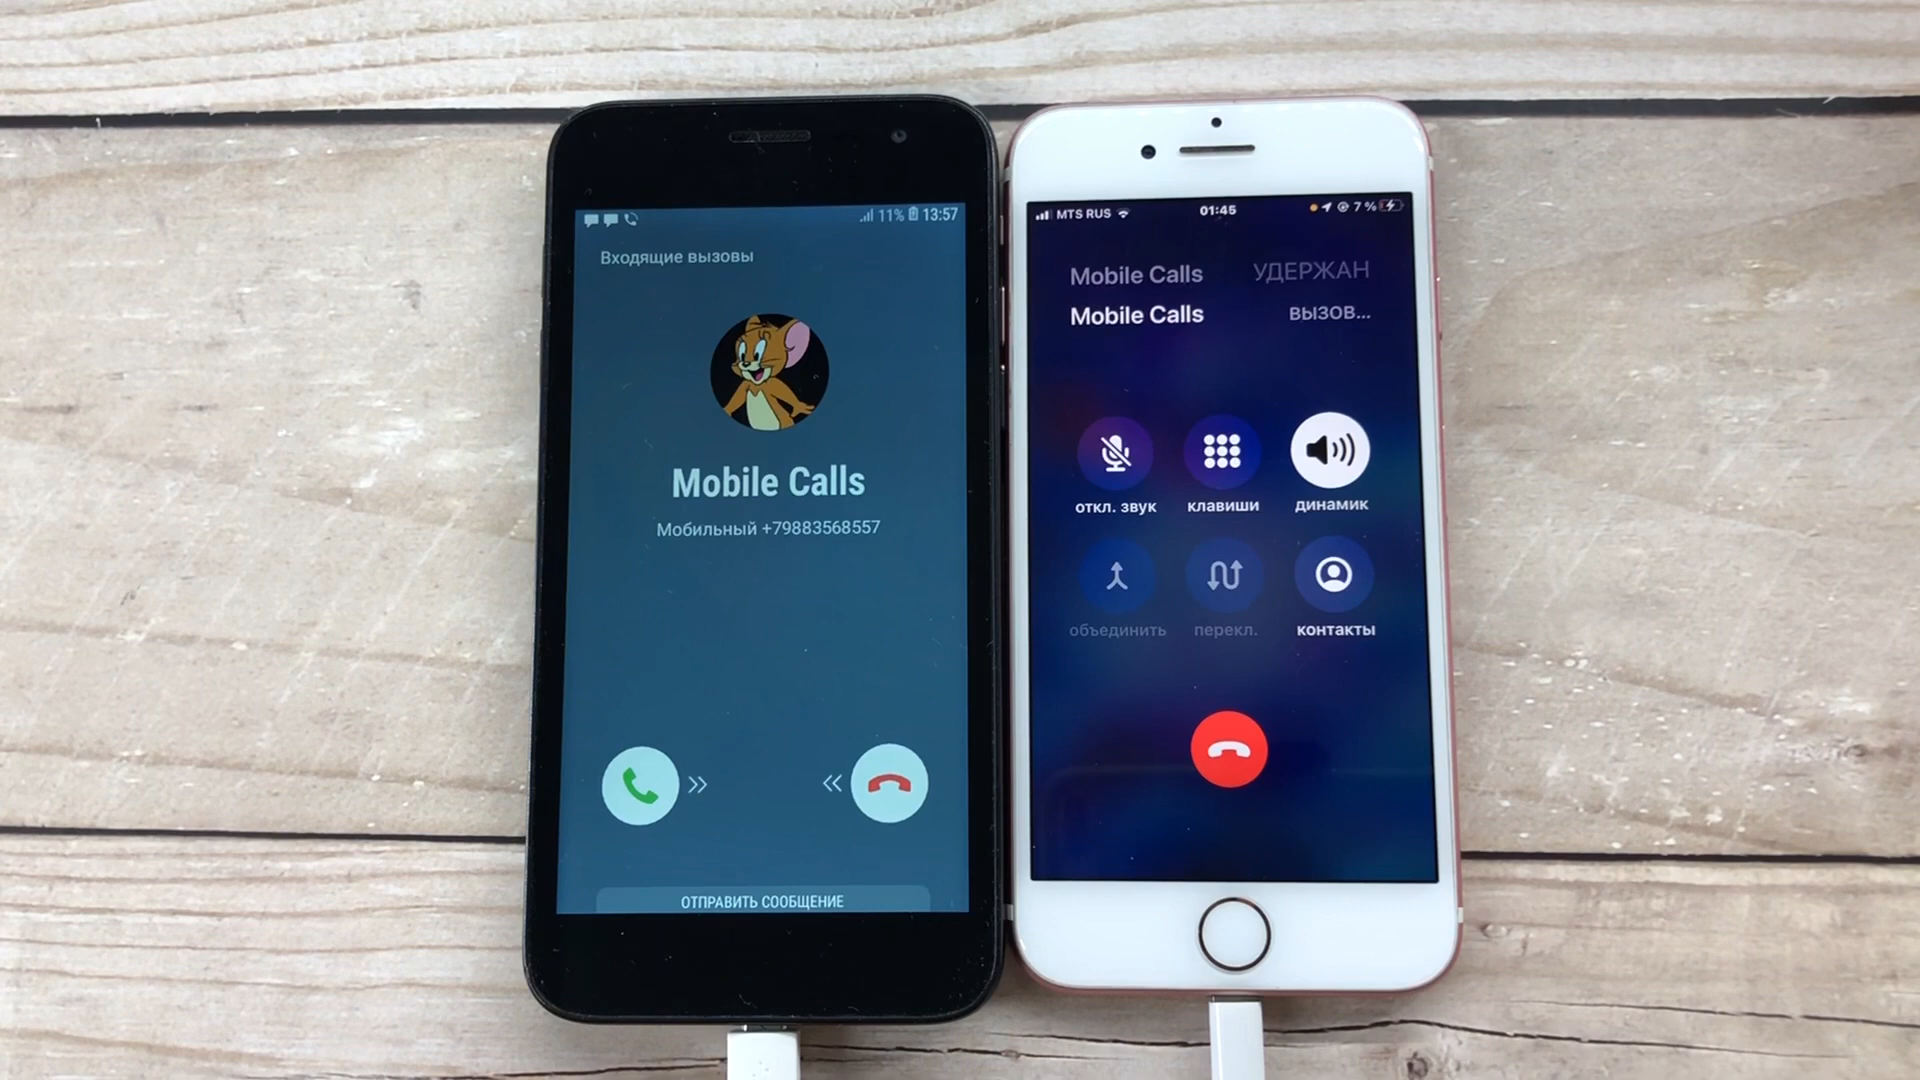 11% 13:57
Входящие вызовы
Mobile Calls
Мобильный +79883568557
ОТПРАВИТЬ СООБЩЕНИЕ
MTS RUS 01:45 7 %
Mobile Calls УДЕРЖАН
Mobile Calls вызов...
откл. звук клавиши динамик
объединить перекл. контакты